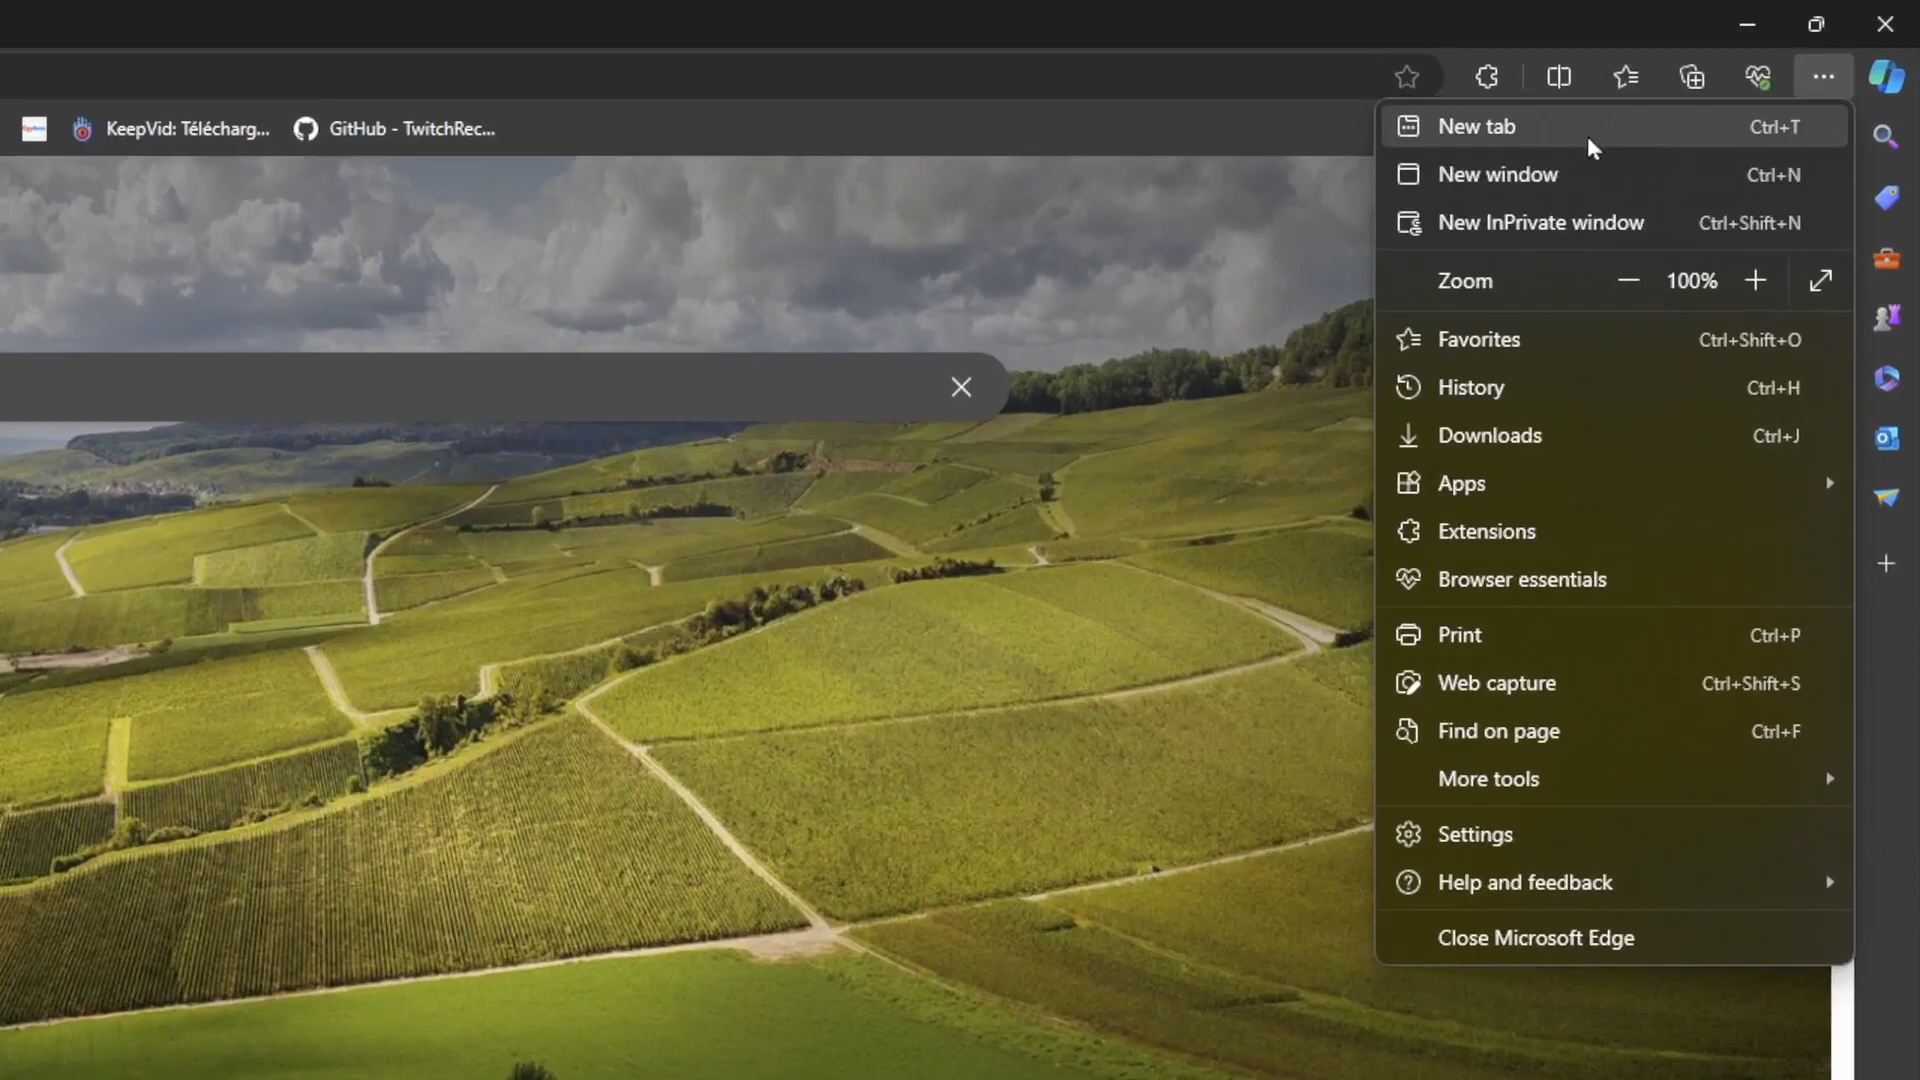 KeepVid: Télécharg...
GitHub - TwitchRec...
New tab Ctrl+T
New window Ctrl+N
New InPrivate window Ctrl+Shift+N
Zoom 100%
Favorites Ctrl+Shift+O
History Ctrl+H
Downloads Ctrl+J
Apps
Extensions
Browser essentials
Print Ctrl+P
Web capture Ctrl+Shift+S
Find on page Ctrl+F
More tools
Settings
Help and feedback
Close Microsoft Edge